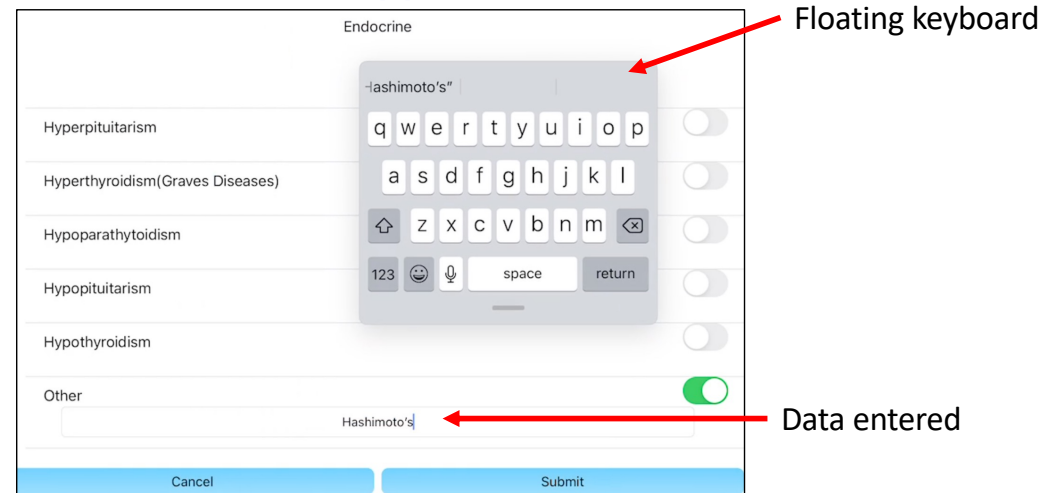 Endocrine
Floating keyboard
Hashimoto's"
q w e r t y u i o p
Hyperpituitarism
a s d f g h j k l
Hyperthyroidism(Graves Diseases)
z x c v b n m
Hypoparathytoidism
123 space return
Hypopituitarism
Hypothyroidism
Other
Hashimoto's
Data entered
Cancel Submit